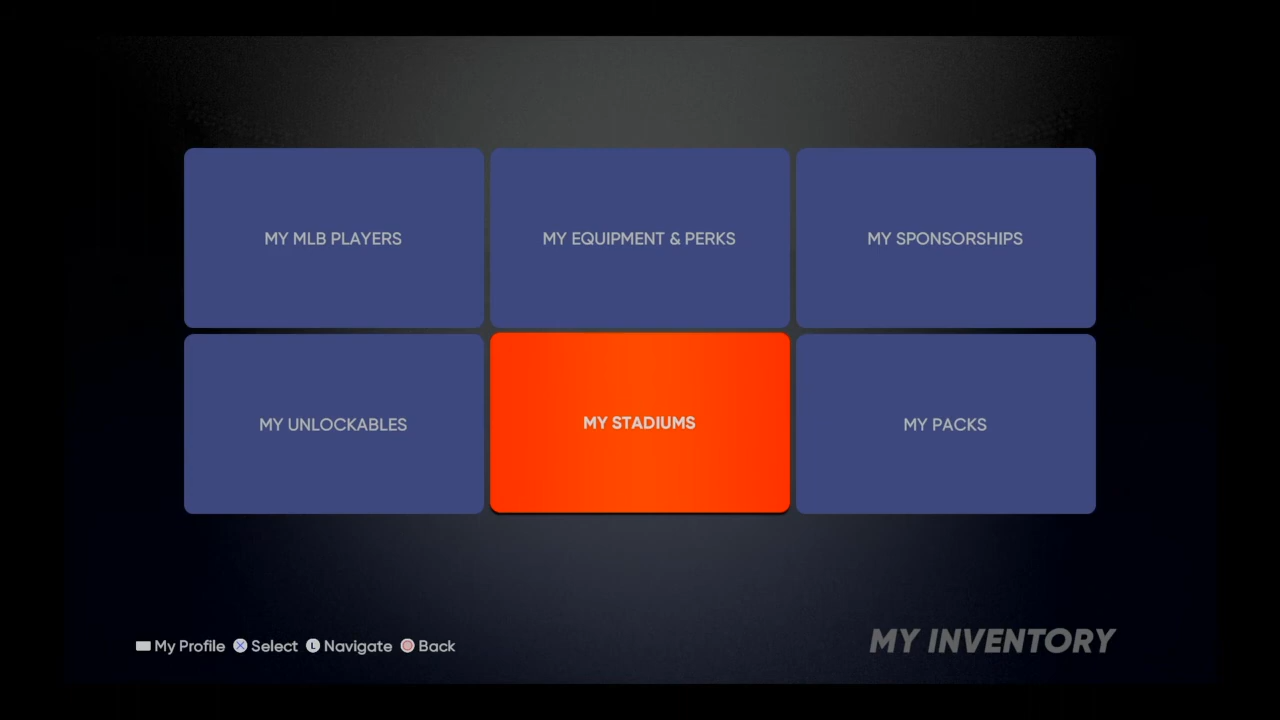 MY MLB PLAYERS
MY EQUIPMENT & PERKS
MY SPONSORSHIPS
MY UNLOCKABLES
MY STADIUMS
MY PACKS
My Profile Select L Navigate Back
MY INVENTORY